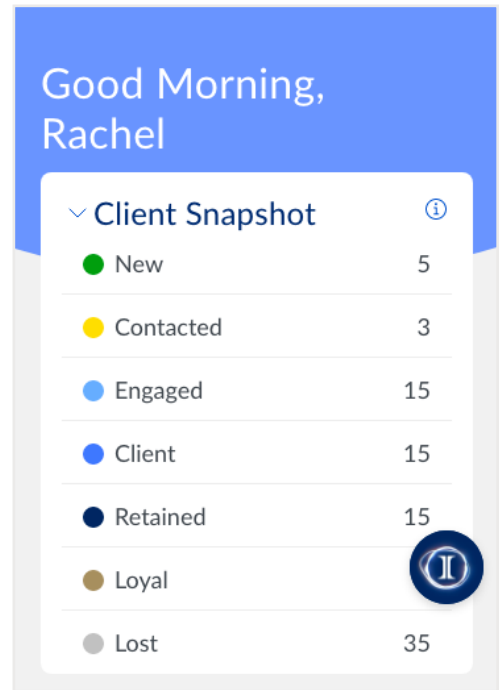 Good Morning,
Rachel
Client Snapshot
New 5
Contacted 3
Engaged 15
Client 15
Retained 15
Loyal
Lost 35